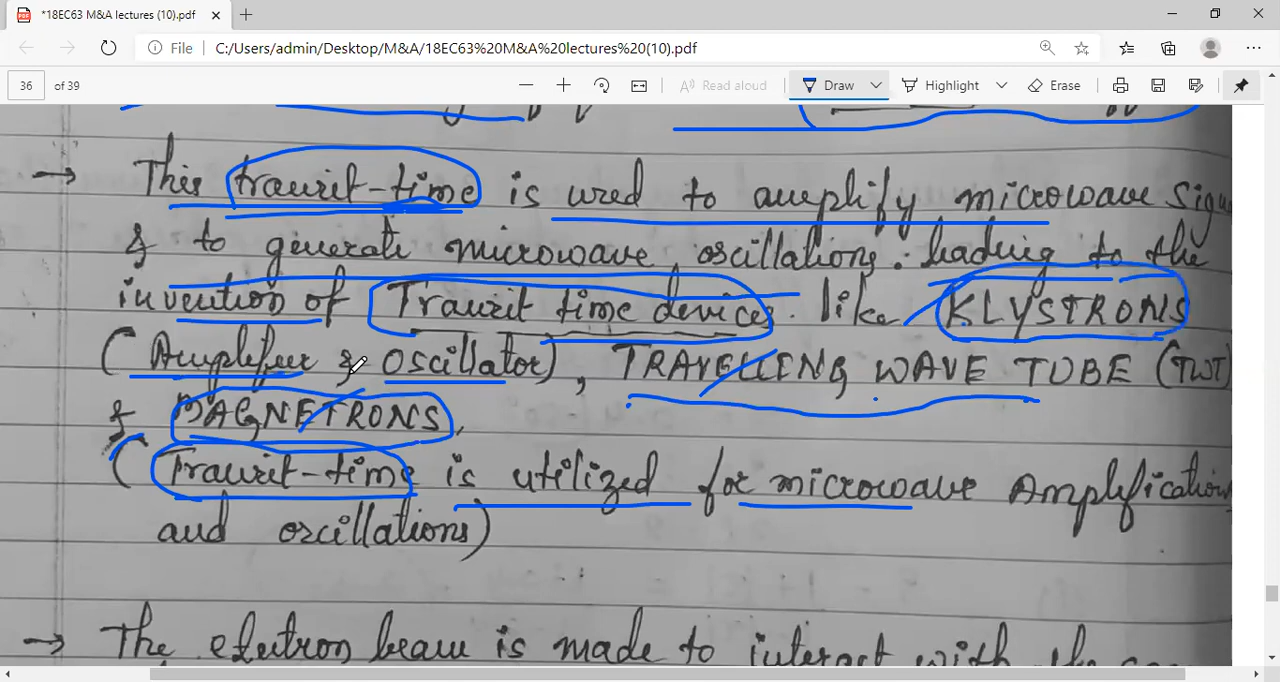 *18EC63 M&A lectures (10).pdf
File C:/Users/admin/Desktop/M&A/18EC63%20M&A%20lectures%20(10).pdf
36 of 39 Read aloud Draw Highlight Erase
→ This transit-time is used to amplify microwave Sign
& to generate microwave oscillations. leading to the
invention of Transit time devices like KLYSTRONS
(Amplifier & Oscillator), TRAVELLING WAVE TUBE (TWT)
& MAGNETRONS.
(Transit-time is utilized for microwave Amplification
and oscillations)
→ The electron beam is made to interact with the